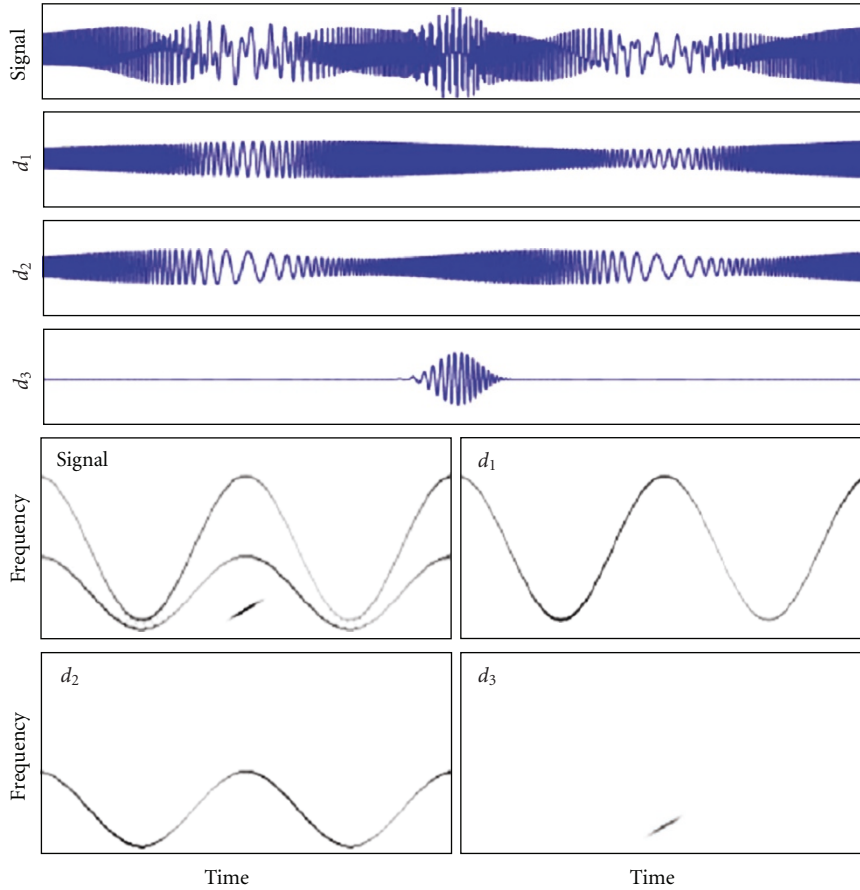 Signal
d₁
d₂
d₃
Signal
d₁
Frequency
d₂
d₃
Frequency
Time
Time